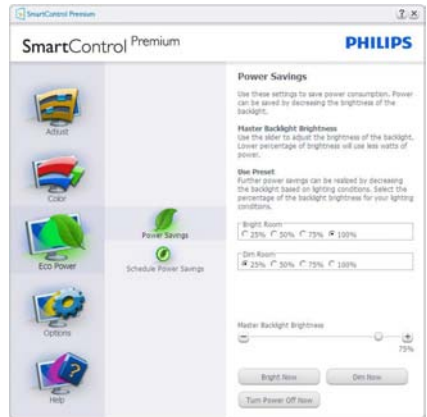 SmartControl Premium
SmartControl Premium
PHILIPS
Adjust
Color
Eco Power
Options
Help
Power Savings
Schedule Power Savings
Power Savings
Use these settings to save power consumption. Power
can be saved by decreasing the brightness of the
backlight.
Master Backlight Brightness
Use the slider to adjust the brightness of the backlight.
Lower percentage of brightness will use less watts of
power.
Use Preset
Further power savings can be realized by decreasing
the backlight based on lighting conditions. Select the
percentage of the backlight brightness for your lighting
conditions.
Bright Room
25% 50% 75% 100%
Dim Room
25% 50% 75% 100%
Master Backlight Brightness
75%
Bright Now Dim Now
Turn Power Off Now